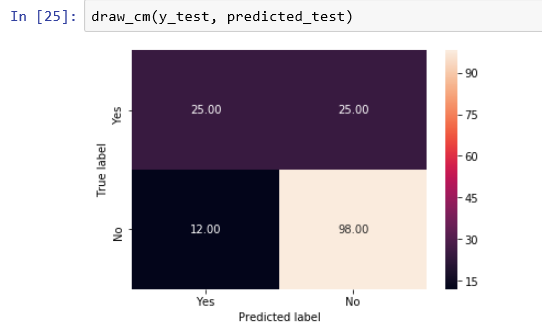 In [25]: draw_cm(y_test, predicted_test)
25.00 25.00
12.00 98.00
Yes
No
True label
Yes No
Predicted label
90
75
60
45
30
15